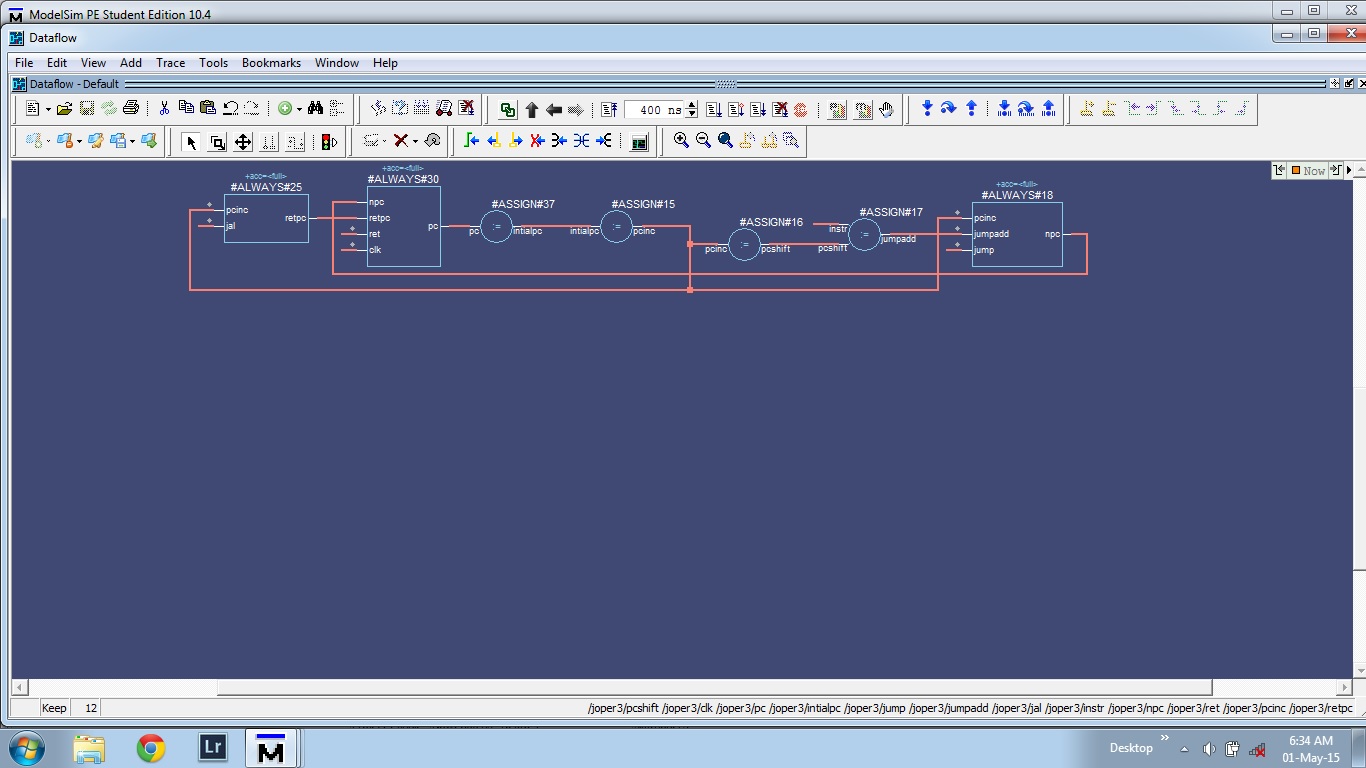 ModelSim PE Student Edition 10.4
Dataflow
File Edit View Add Trace Tools Bookmarks Window Help
Dataflow - Default
400 ns
Now
+acc=<full>
#ALWAYS#25
pcinc
jal
retpc
+acc=<full>
#ALWAYS#30
npc
retpc
ret
clk
pc
#ASSIGN#37
pc
:=
intialpc
#ASSIGN#15
intialpc
:=
pcinc
#ASSIGN#16
pcinc
:=
pcshift
#ASSIGN#17
instr
pcshift
:=
jumpadd
+acc=<full>
#ALWAYS#18
pcinc
jumpadd
jump
npc
Keep 12 /joper3/pcshift /joper3/clk /joper3/pc /joper3/intialpc /joper3/jump /joper3/jumpadd /joper3/jal /joper3/instr /joper3/npc /joper3/ret /joper3/pcinc /joper3/retpc
Lr
M
Desktop
6:34 AM
01-May-15